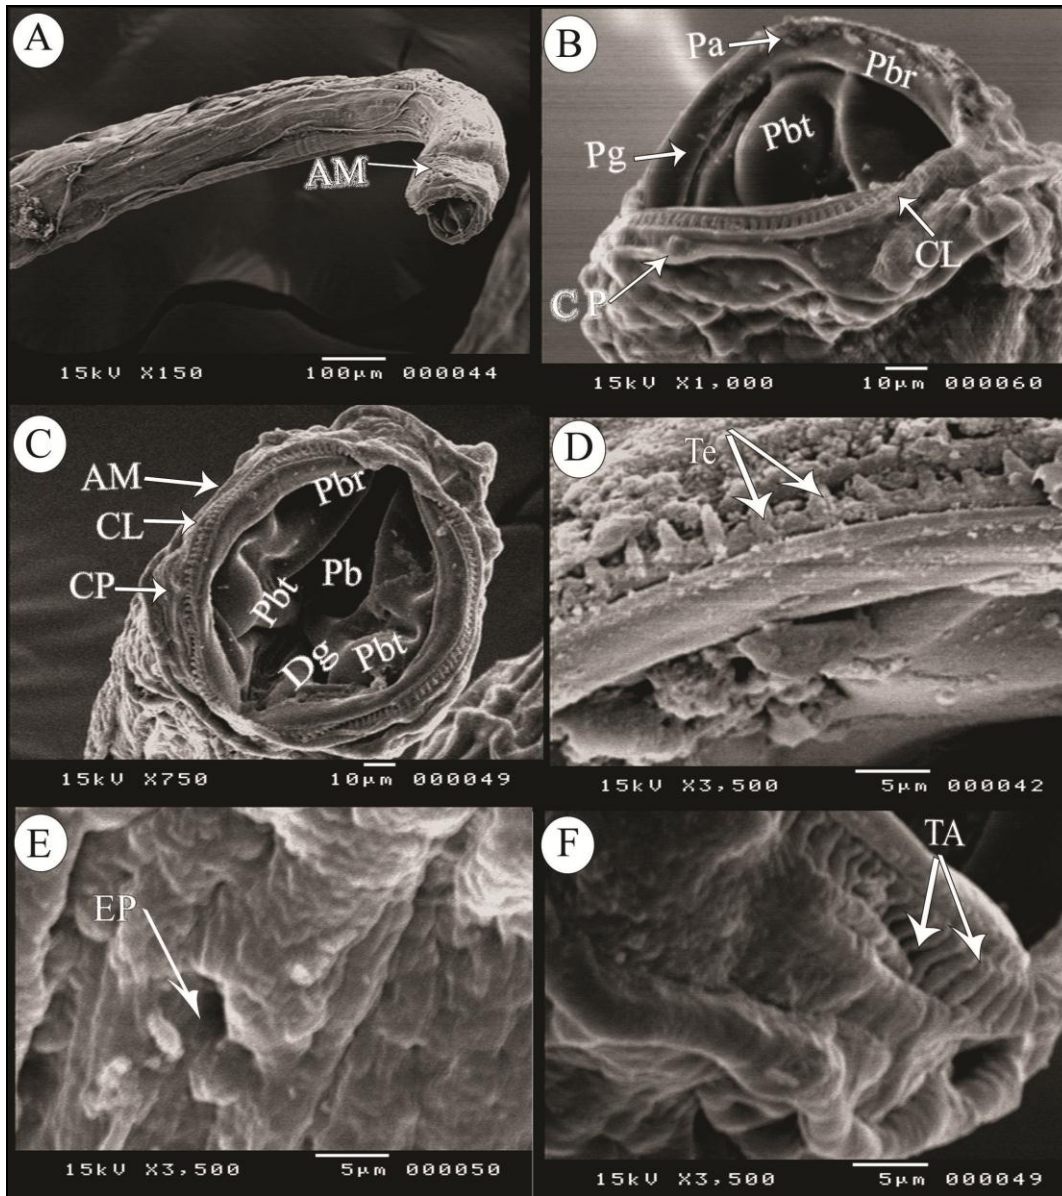 A
AM
15kV X150 100µm 000044
B
Pa
Pbr
Pbt
Pg
CL
C P
15kV X1,000 10µm 000060
C
AM
Pbr
CL
CP
Pb
Pbt
Dg
Pbt
15kV X750 10µm 000049
D
Te
15kV X3,500 5µm 000042
E
EP
15kV X3,500 5µm 000050
F
TA
15kV X3,500 5µm 000049